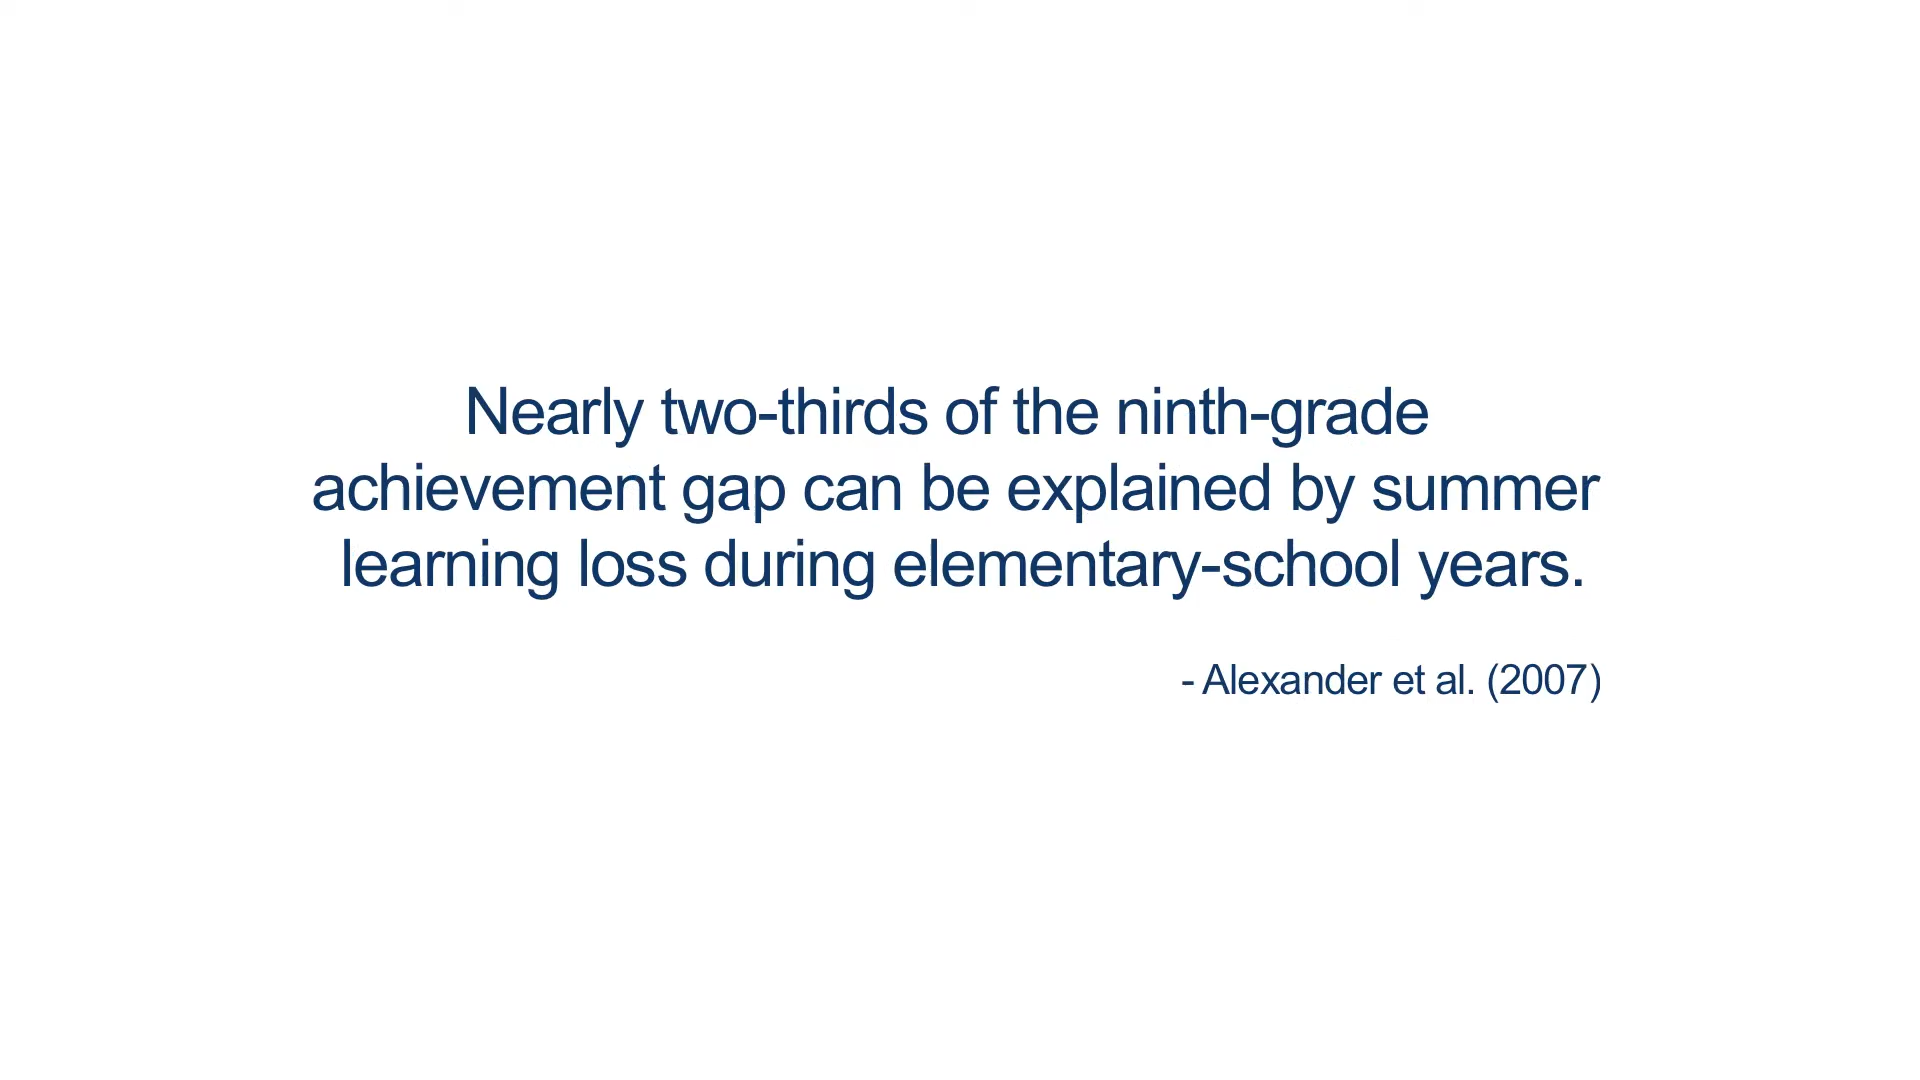 Nearly two-thirds of the ninth-grade
achievement gap can be explained by summer
learning loss during elementary-school years.
- Alexander et al. (2007)